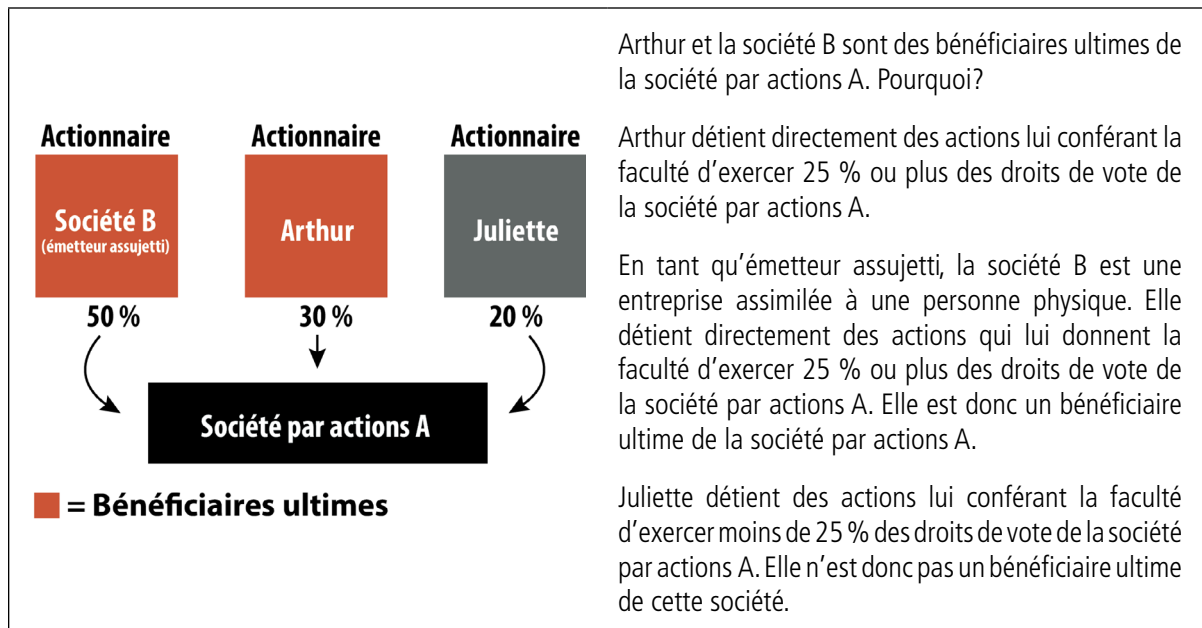 Actionnaire
Actionnaire
Actionnaire
Société B
(émetteur assujetti)
Arthur
Juliette
50 %
30 %
20 %
Société par actions A
= Bénéficiaires ultimes
Arthur et la société B sont des bénéficiaires ultimes de
la société par actions A. Pourquoi?
Arthur détient directement des actions lui conférant la
faculté d’exercer 25 % ou plus des droits de vote de
la société par actions A.
En tant qu’émetteur assujetti, la société B est une
entreprise assimilée à une personne physique. Elle
détient directement des actions qui lui donnent la
faculté d’exercer 25 % ou plus des droits de vote de
la société par actions A. Elle est donc un bénéficiaire
ultime de la société par actions A.
Juliette détient des actions lui conférant la faculté
d’exercer moins de 25 % des droits de vote de la société
par actions A. Elle n’est donc pas un bénéficiaire ultime
de cette société.